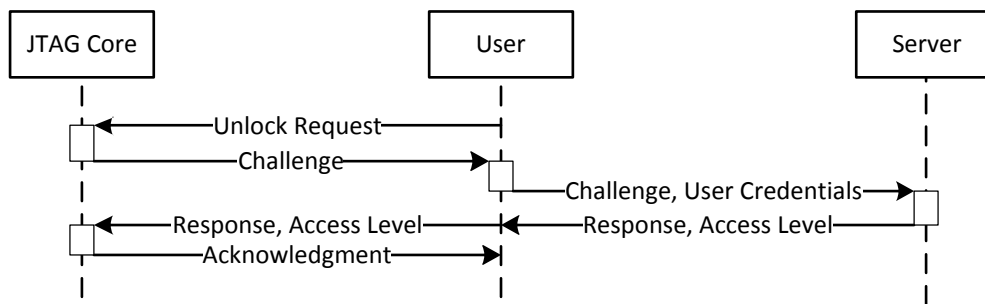 JTAG Core
User
Server
Unlock Request
Challenge
Challenge, User Credentials
Response, Access Level
Response, Access Level
Acknowledgment